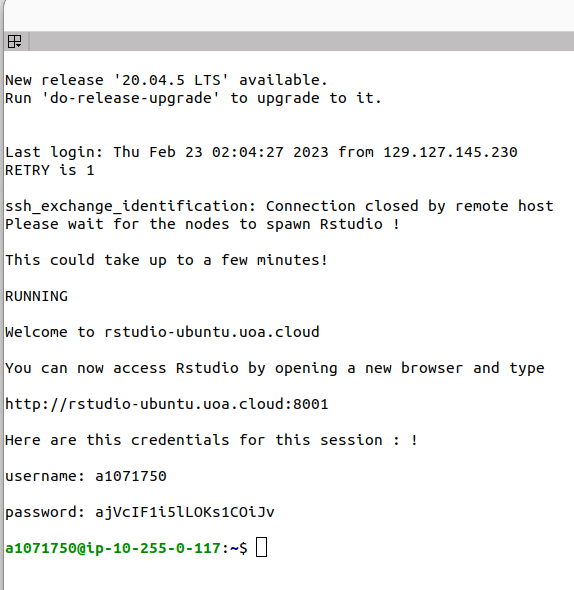 New release '20.04.5 LTS' available.
Run 'do-release-upgrade' to upgrade to it.
Last login: Thu Feb 23 02:04:27 2023 from 129.127.145.230
RETRY is 1
ssh_exchange_identification: Connection closed by remote host
Please wait for the nodes to spawn Rstudio !
This could take up to a few minutes!
RUNNING
Welcome to rstudio-ubuntu.uoa.cloud
You can now access Rstudio by opening a new browser and type
http://rstudio-ubuntu.uoa.cloud:8001
Here are this credentials for this session : !
username: a1071750
password: ajVcIF1i5lLOKs1COiJv
a1071750@ip-10-255-0-117:~$